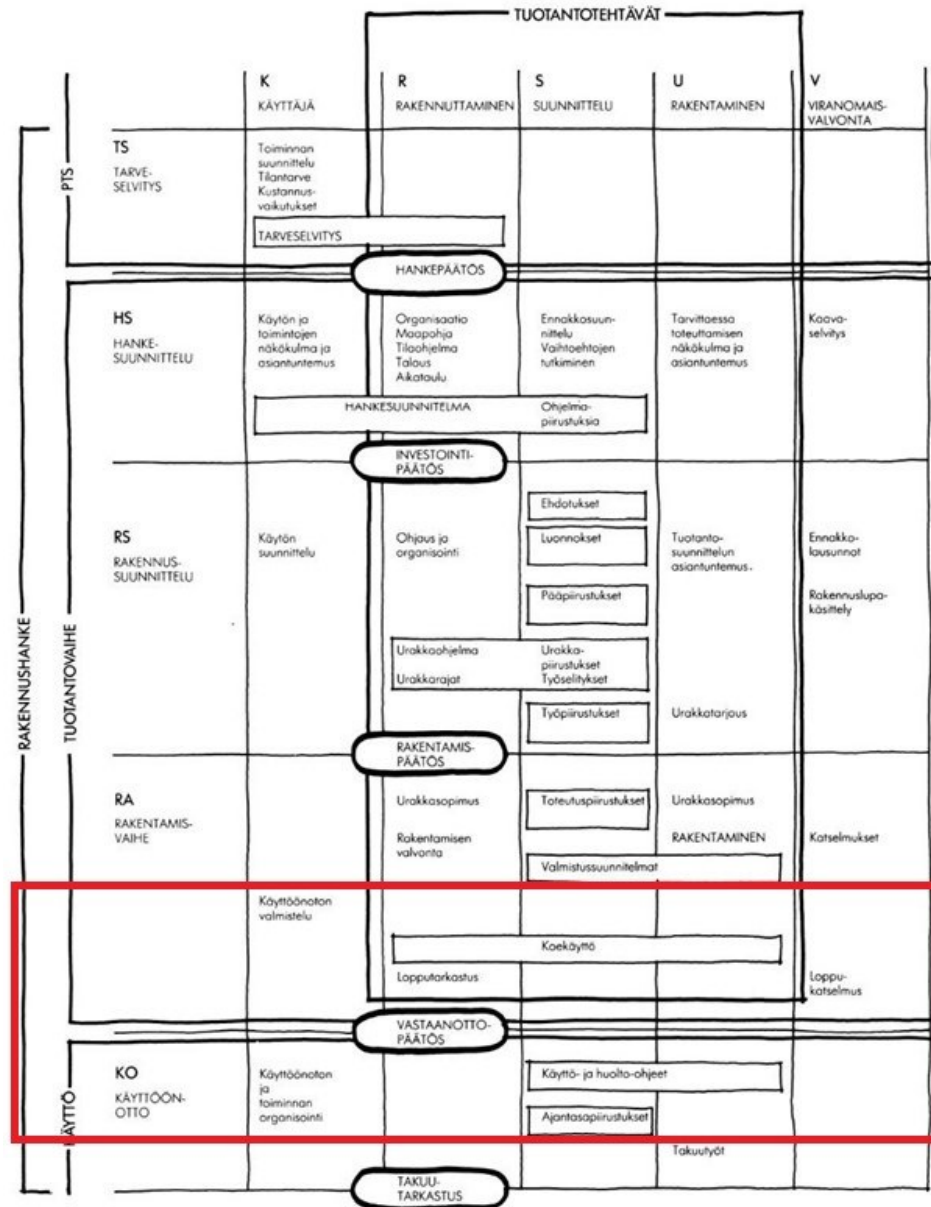 TUOTANTOTEHTÄVÄT
K
KÄYTTÄJÄ
R
RAKENNUTTAMINEN
S
SUUNNITTELU
U
RAKENTAMINEN
V
VIRANOMAIS-
VALVONTA
RAKENNUSHANKE
PTS
TS
TARVE-
SELVITYS
Toiminnan
suunnittelu
Tilantarve
Kustannus-
vaikutukset
TARVESELVITYS
HANKEPÄÄTÖS
TUOTANTOVAIHE
HS
HANKE-
SUUNNITTELU
Käytön ja
toimintojen
näkökulma ja
asiantuntemus
Organisaatio
Maapohja
Tilaohjelma
Talous
Aikataulu
Ennakkosuun-
nittelu
Vaihtoehtojen
tutkiminen
Tarvittaessa
toteuttamisen
näkökulma ja
asiantuntemus
Kaava-
selvitys
HANKESUUNNITELMA
Ohjelma-
piirustuksia
INVESTOINTI-
PÄÄTÖS
RS
RAKENNUS-
SUUNNITTELU
Käytön
suunnittelu
Ohjaus ja
organisointi
Ehdotukset
Luonnokset
Pääpiirustukset
Tuotanto-
suunnittelun
asiantuntemus.
Ennakko-
lausunnot
Rakennuslupa-
käsittely
Urakkaohjelma
Urakkarajat
Urakka-
piirustukset
Työselitykset
Työpiirustukset
Urakkatarjous
RAKENTAMIS-
PÄÄTÖS
RA
RAKENTAMIS-
VAIHE
Urakkasopimus
Rakentamisen
valvonta
Toteutuspiirustukset
Urakkasopimus
RAKENTAMINEN
Katselmukset
Valmistussuunnitelmat
Käyttöönoton
valmistelu
Koekäyttö
Lopputarkastus
Loppu-
katselmus
VASTAANOTTO-
PÄÄTÖS
KÄYTTÖ
KO
KÄYTTÖÖN-
OTTO
Käyttöönoton
ja
toiminnan
organisointi
Käyttö- ja huolto-ohjeet
Ajantasapiirustukset
Takuutyöt
TAKUU-
TARKASTUS